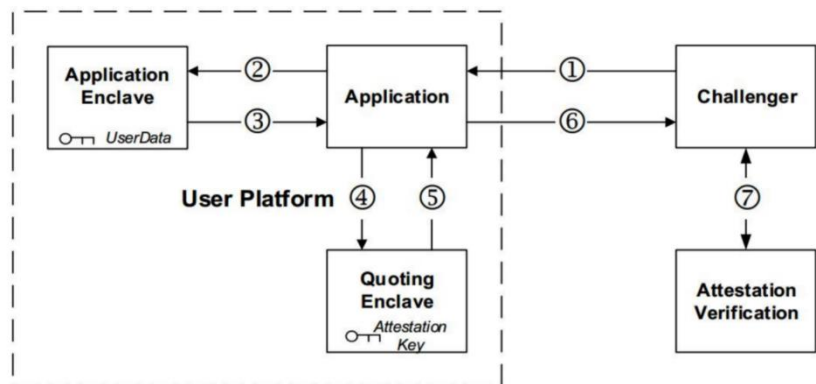 Application
Enclave
UserData
②
③
Application
①
⑥
Challenger
User Platform
④
⑤
⑦
Quoting
Enclave
Attestation
Key
Attestation
Verification